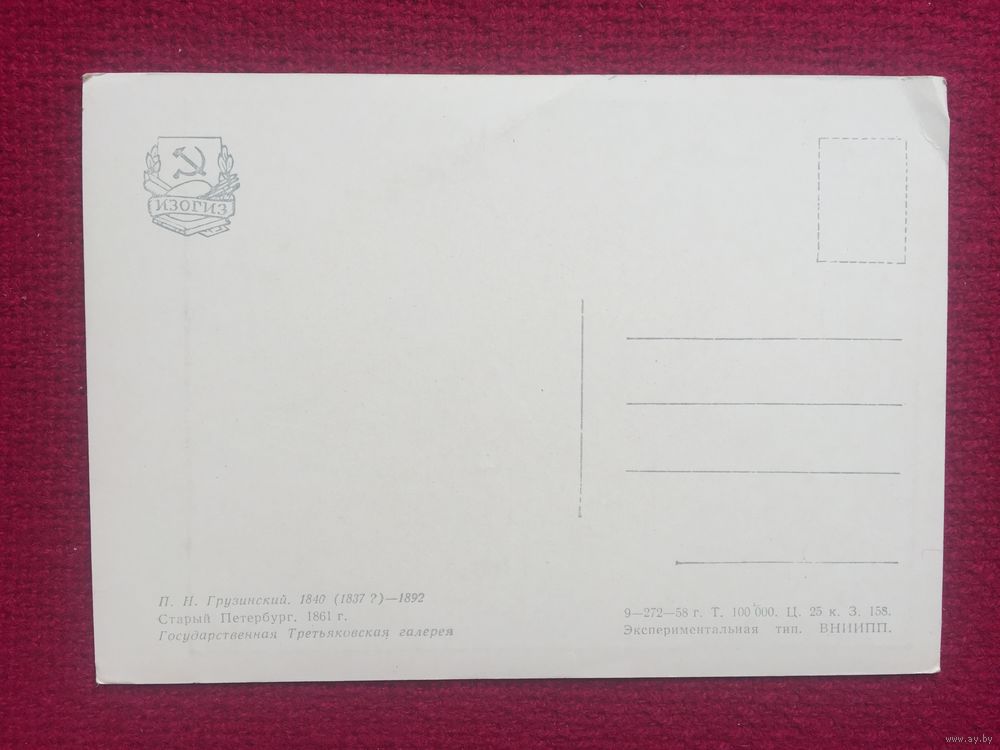 ИЗОГИЗ
П. Н. Грузинский. 1840 (1837 ?)—1892
Старый Петербург. 1861 г.
Государственная Третьяковская галерея
9—272—58 г. Т. 100 000. Ц. 25 к. З. 158.
Экспериментальная тип. ВНИИПП.
www.ay.by